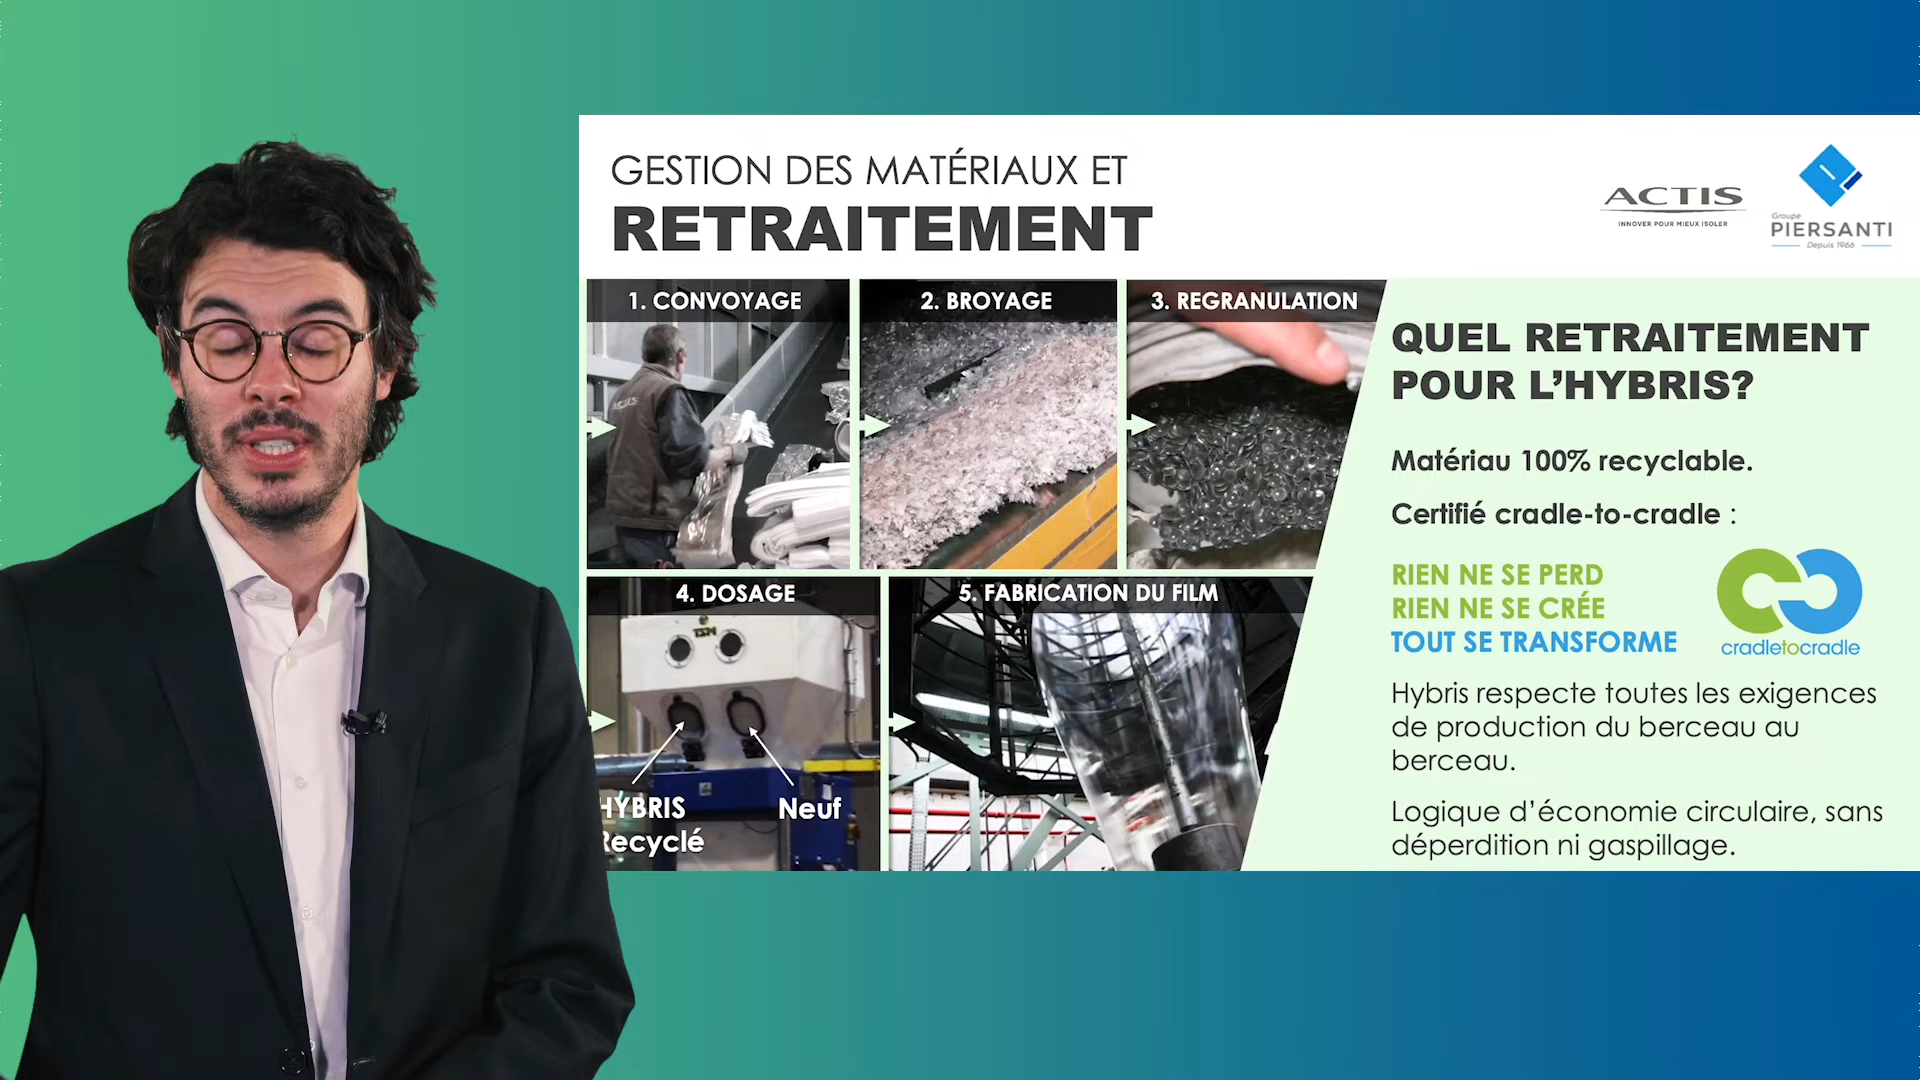 GESTION DES MATÉRIAUX ET
RETRAITEMENT
ACTIS
INNOVER POUR MIEUX ISOLER
Groupe
PIERSANTI
Depuis 1966
1. CONVOYAGE
2. BROYAGE
3. REGRANULATION
ACTIS
4. DOSAGE
TSM
HYBRIS
Recyclé
Neuf
5. FABRICATION DU FILM
QUEL RETRAITEMENT
POUR L’HYBRIS?
Matériau 100% recyclable.
Certifié cradle-to-cradle :
RIEN NE SE PERD
RIEN NE SE CRÉE
TOUT SE TRANSFORME
cradletocradle
Hybris respecte toutes les exigences
de production du berceau au
berceau.
Logique d’économie circulaire, sans
déperdition ni gaspillage.